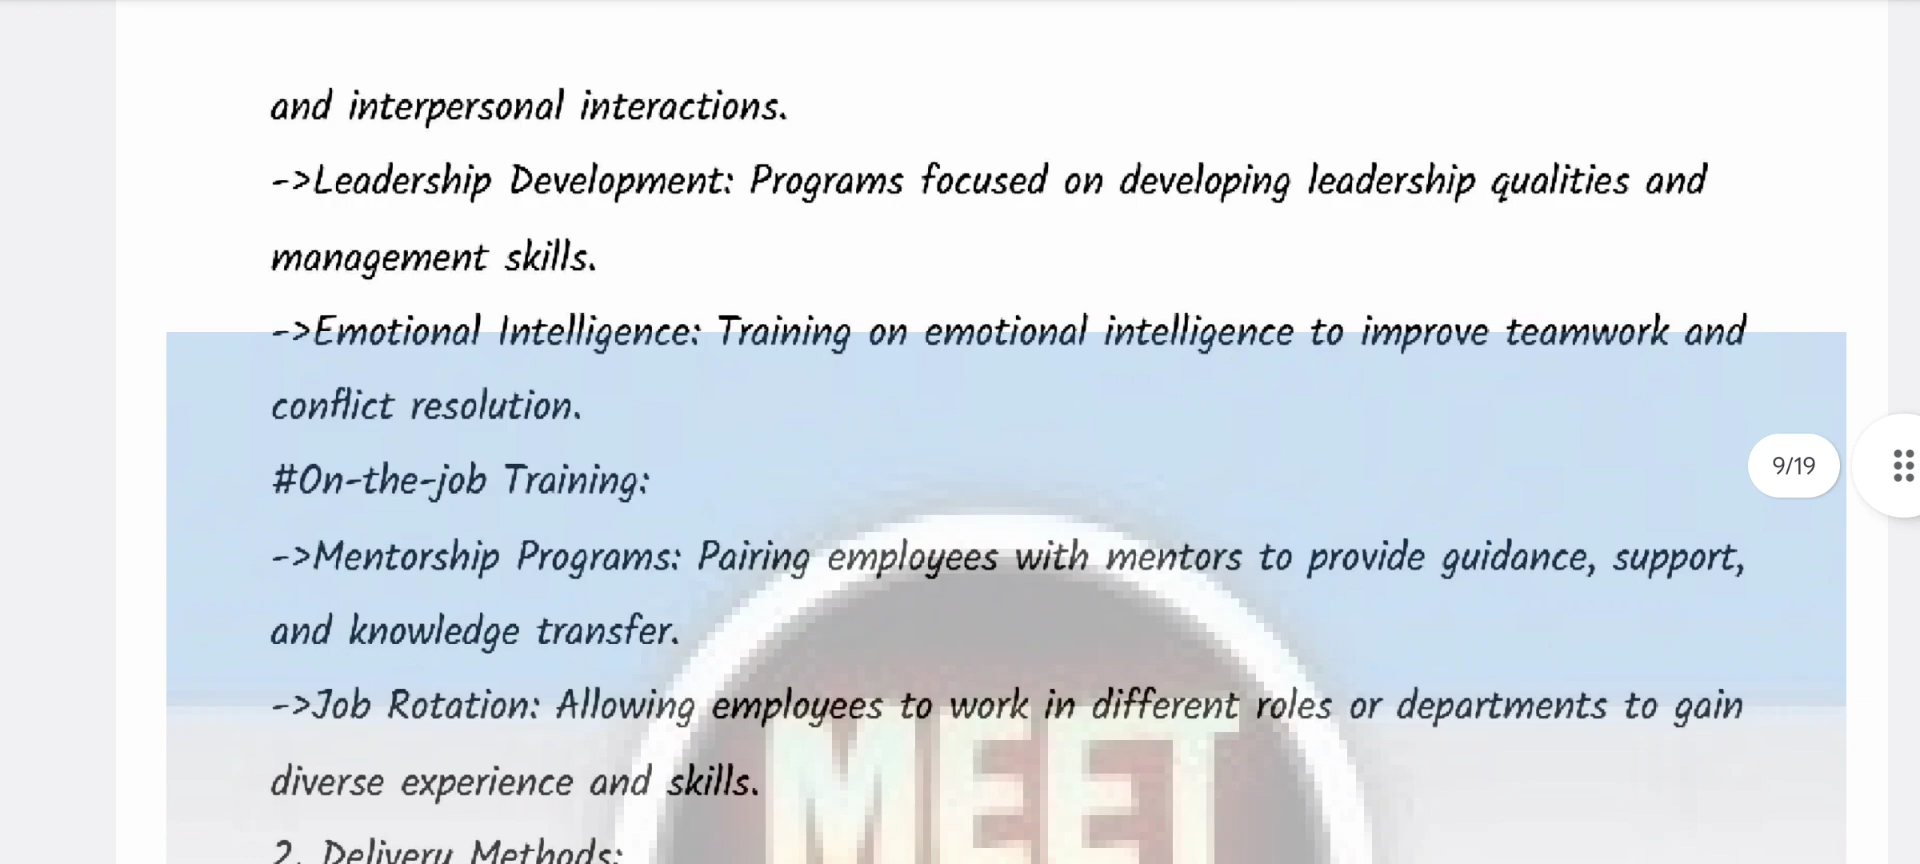 and interpersonal interactions.
->Leadership Development: Programs focused on developing leadership qualities and
management skills.
->Emotional Intelligence: Training on emotional intelligence to improve teamwork and
conflict resolution.
#On-the-job Training:
->Mentorship Programs: Pairing employees with mentors to provide guidance, support,
and knowledge transfer.
->Job Rotation: Allowing employees to work in different roles or departments to gain
diverse experience and skills.
2. Delivery Methods:
MEET
9/19